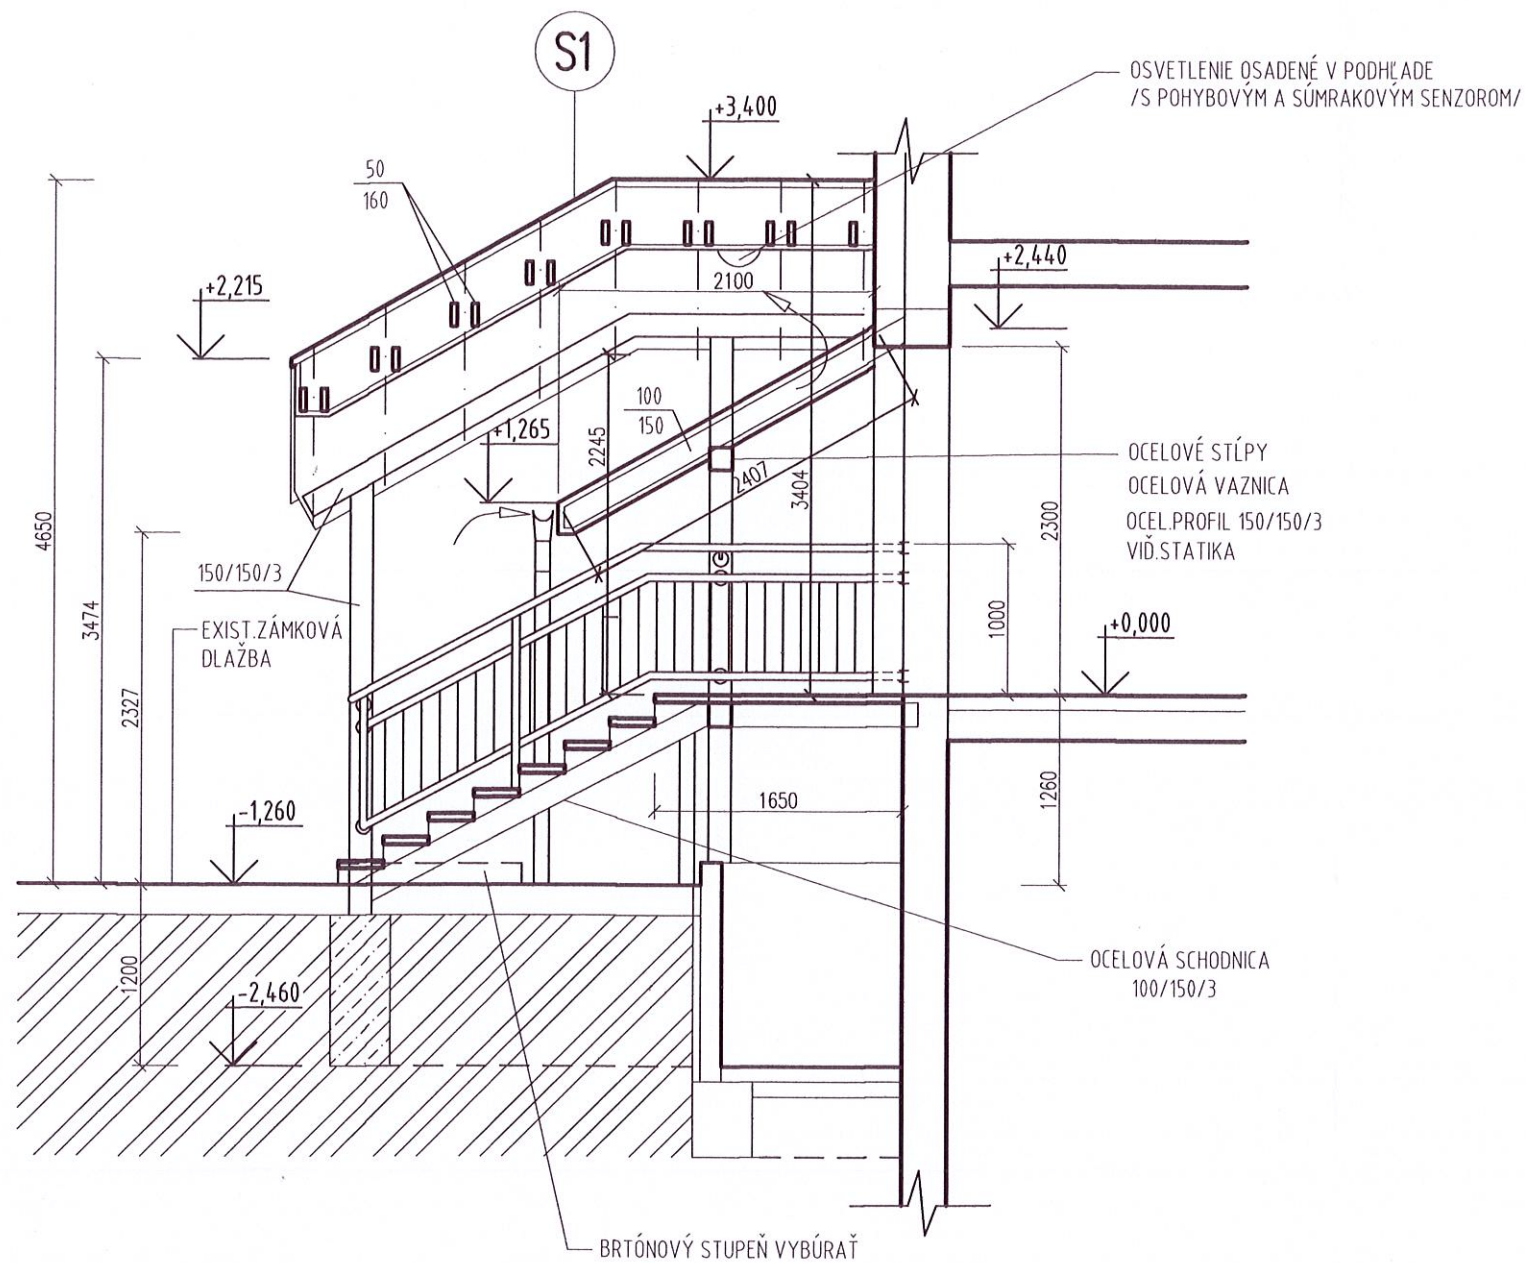 S1
OSVETLENIE OSADENÉ V PODHĽADE
/S POHYBOVÝM A SÚMRAKOVÝM SENZOROM/
+3,400
50
160
+2,440
+2,215
2100
100
150
+1,265
2245
2407
3404
OCELOVÉ STĹPY
OCELOVÁ VAZNICA
OCEL.PROFIL 150/150/3
VIĎ.STATIKA
4650
2300
150/150/3
3474
EXIST.ZÁMKOVÁ
DLAŽBA
1000
+0,000
2327
1260
1650
-1,260
OCELOVÁ SCHODNICA
100/150/3
1200
-2,460
BRTÓNOVÝ STUPEŇ VYBÚRAŤ